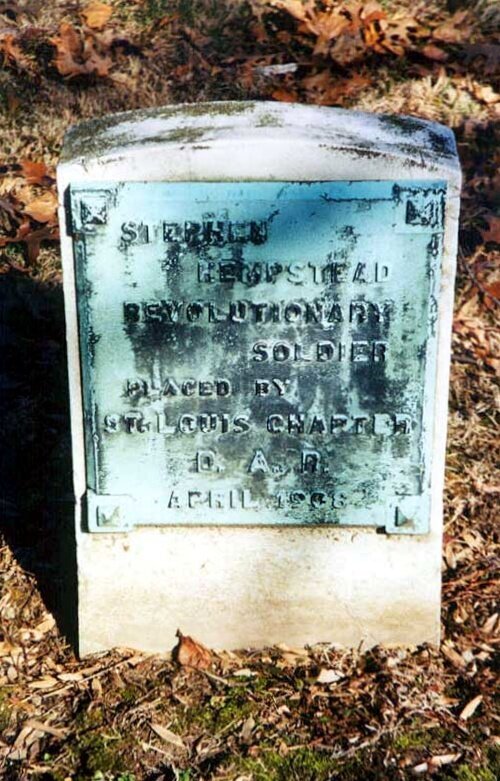 STEPHEN
HEMPSTEAD
REVOLUTIONARY
SOLDIER
PLACED BY
ST. LOUIS CHAPTER
D. A. R.
APRIL